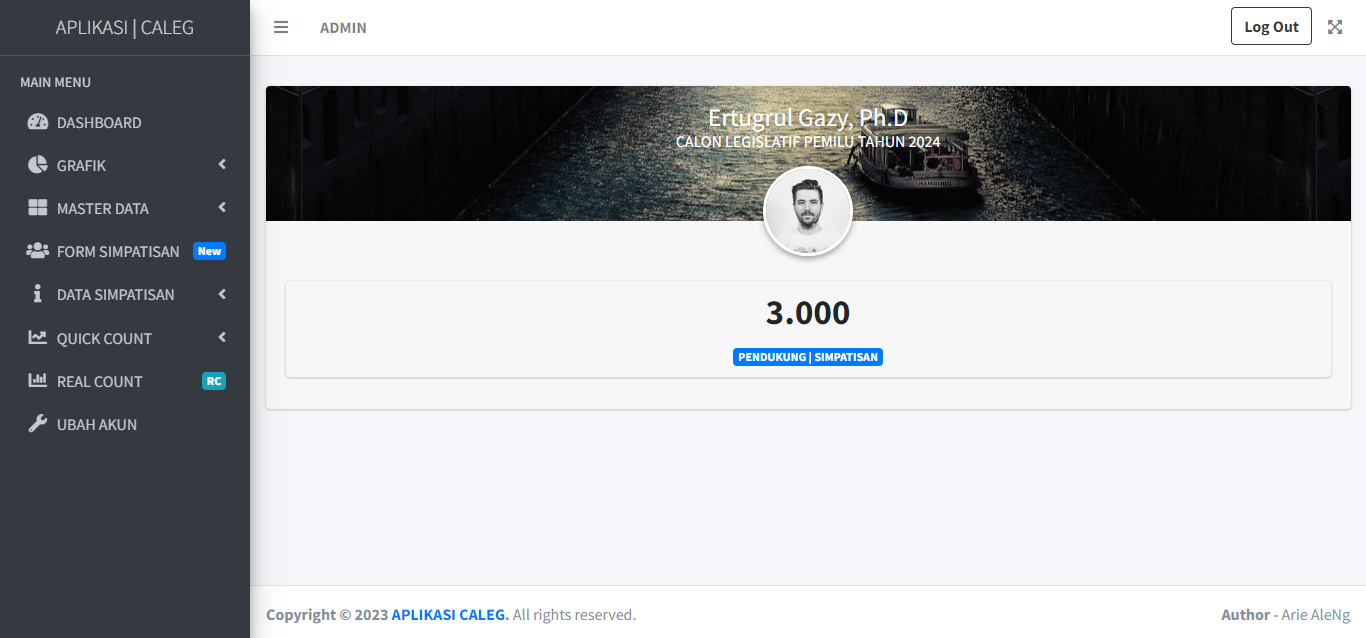 APLIKASI | CALEG
ADMIN
Log Out
MAIN MENU
DASHBOARD
GRAFIK
MASTER DATA
FORM SIMPATISAN New
DATA SIMPATISAN
QUICK COUNT
REAL COUNT RC
UBAH AKUN
Ertugrul Gazy, Ph.D
CALON LEGISLATIF PEMILU TAHUN 2024
HAMBURG
3.000
PENDUKUNG | SIMPATISAN
Copyright © 2023 APLIKASI CALEG. All rights reserved.
Author - Arie AleNg